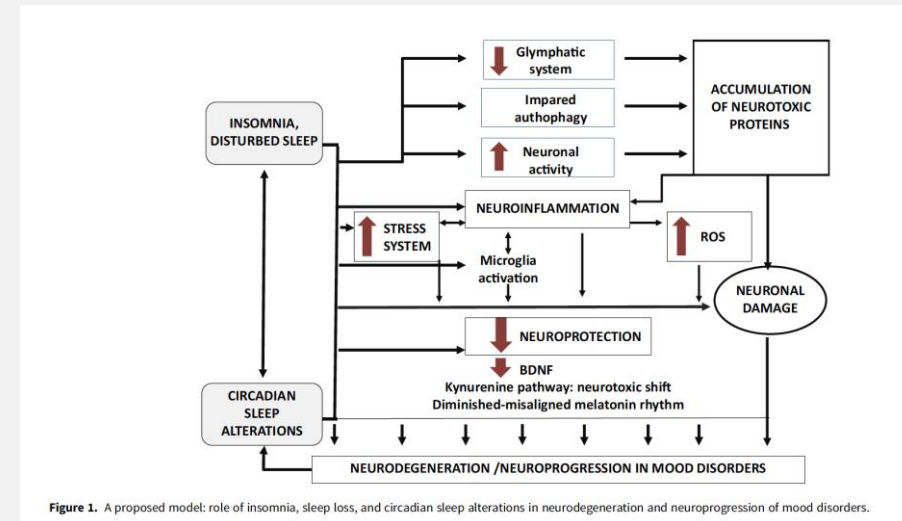 Glymphatic
system
Impared
authophagy
Neuronal
activity
ACCUMULATION
OF NEUROTOXIC
PROTEINS
INSOMNIA,
DISTURBED SLEEP
NEUROINFLAMMATION
STRESS
SYSTEM
ROS
Microglia
activation
NEURONAL
DAMAGE
NEUROPROTECTION
BDNF
Kynurenine pathway: neurotoxic shift
Diminished-misaligned melatonin rhythm
CIRCADIAN
SLEEP
ALTERATIONS
NEURODEGENERATION /NEUROPROGRESSION IN MOOD DISORDERS
Figure 1. A proposed model: role of insomnia, sleep loss, and circadian sleep alterations in neurodegeneration and neuroprogression of mood disorders.